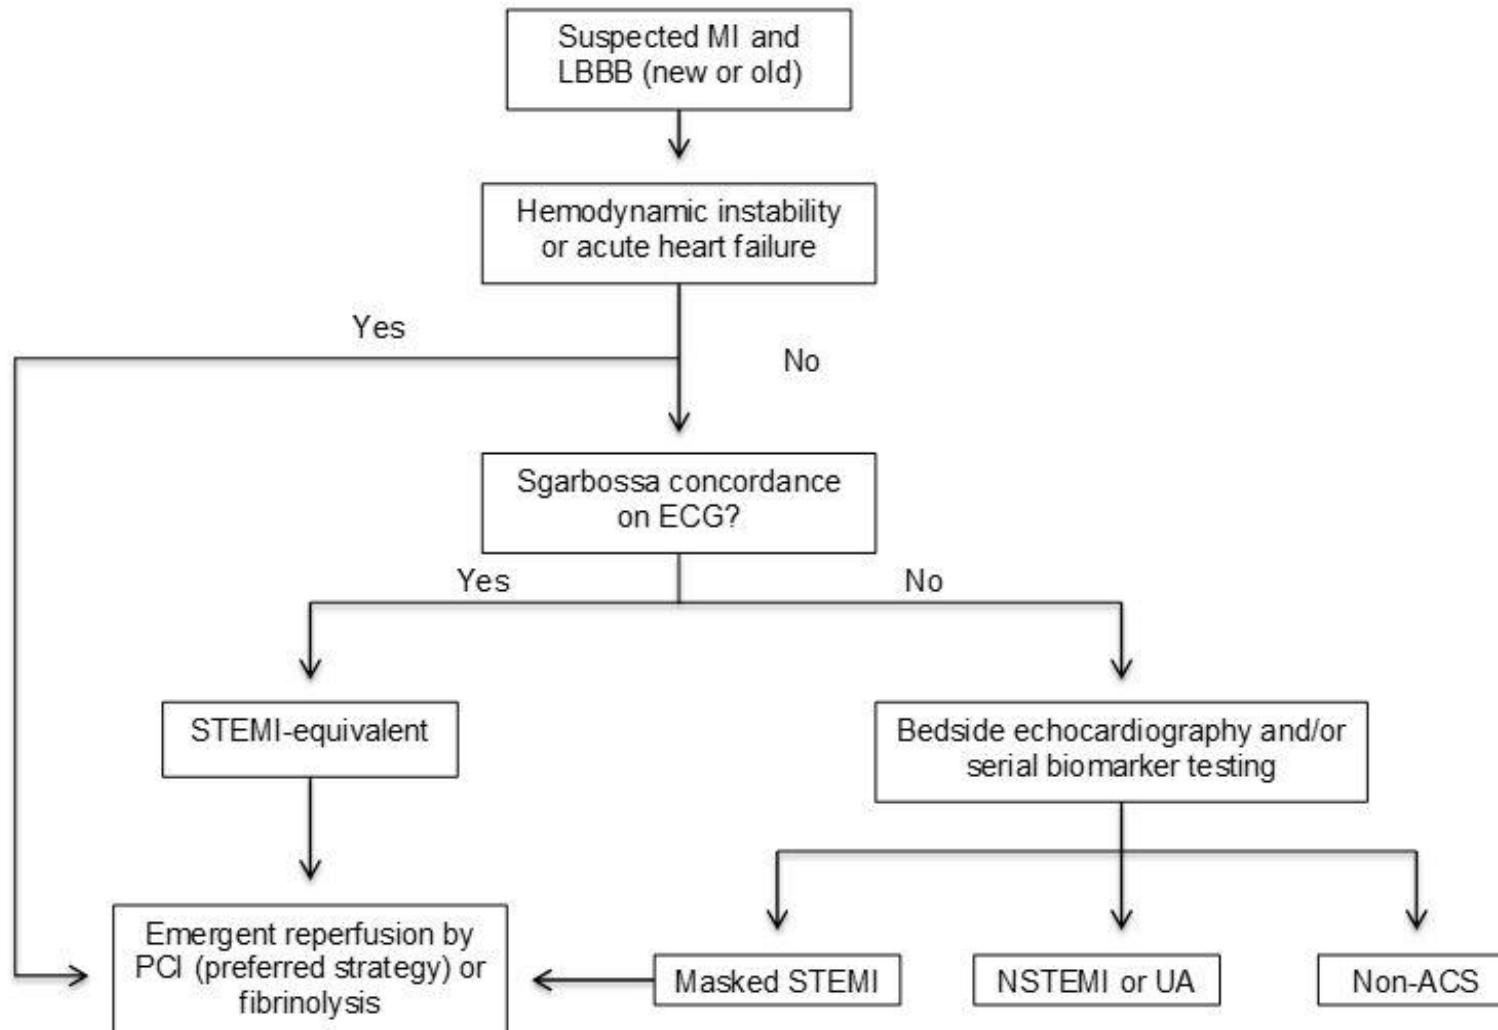 Suspected MI and
LBBB (new or old)
Hemodynamic instability
or acute heart failure
Yes
No
Sgarbossa concordance
on ECG?
Yes
No
STEMI-equivalent
Bedside echocardiography and/or
serial biomarker testing
Emergent reperfusion by
PCI (preferred strategy) or
fibrinolysis
Masked STEMI
NSTEMI or UA
Non-ACS